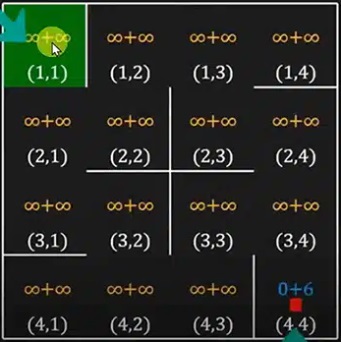 ∞+∞ ∞+∞ ∞+∞ ∞+∞
(1,1) (1,2) (1,3) (1,4)
∞+∞ ∞+∞ ∞+∞ ∞+∞
(2,1) (2,2) (2,3) (2,4)
∞+∞ ∞+∞ ∞+∞ ∞+∞
(3,1) (3,2) (3,3) (3,4)
∞+∞ ∞+∞ ∞+∞ 0+6
(4,1) (4,2) (4,3) (4,4)